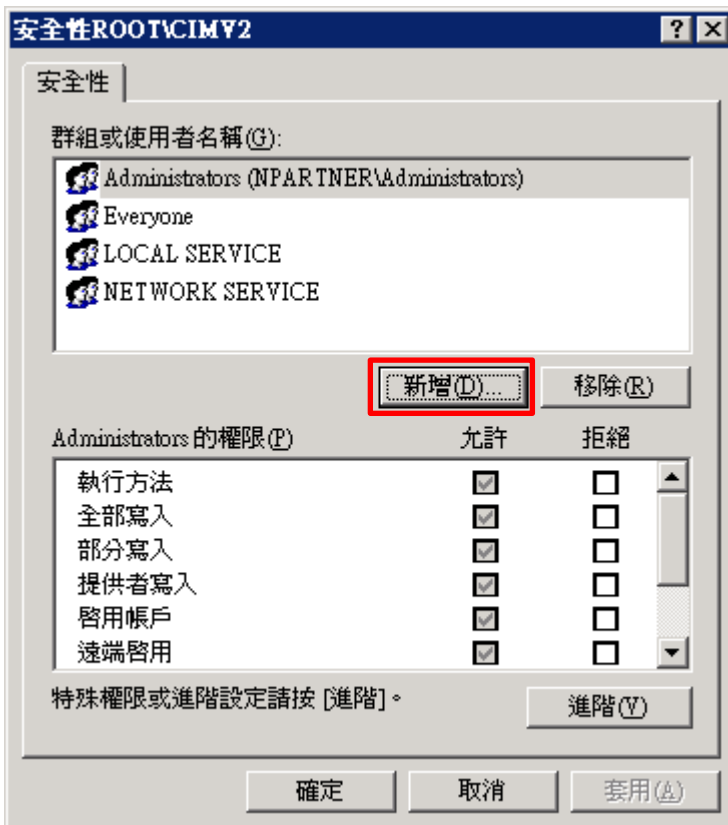 安全性ROOT\CIMV2
安全性
群組或使用者名稱(G):
Administrators (NPARTNER\Administrators)
Everyone
LOCAL SERVICE
NETWORK SERVICE
新增(D)... 移除(R)
Administrators 的權限(P) 允許 拒絕
執行方法
全部寫入
部分寫入
提供者寫入
啓用帳戶
遠端啓用
特殊權限或進階設定請按 [進階]。 進階(V)
確定 取消 套用(A)